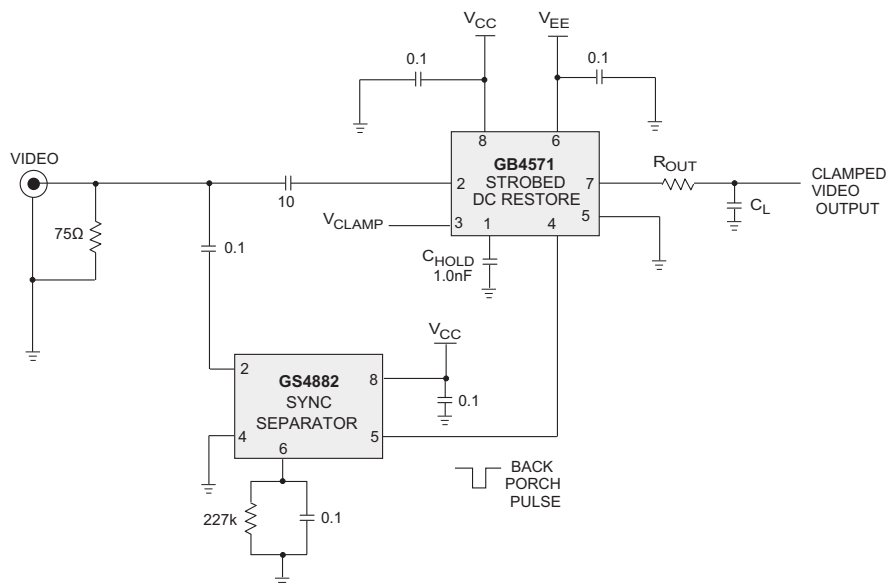 VCC
VEE
0.1
0.1
8
6
VIDEO
GB4571
STROBED
DC RESTORE
2
7
ROUT
CLAMPED
VIDEO
OUTPUT
10
VCLAMP
3
1
4
5
CL
75Ω
0.1
CHOLD
1.0nF
VCC
2
GS4882
SYNC
SEPARATOR
8
0.1
4
6
5
BACK
PORCH
PULSE
227k
0.1